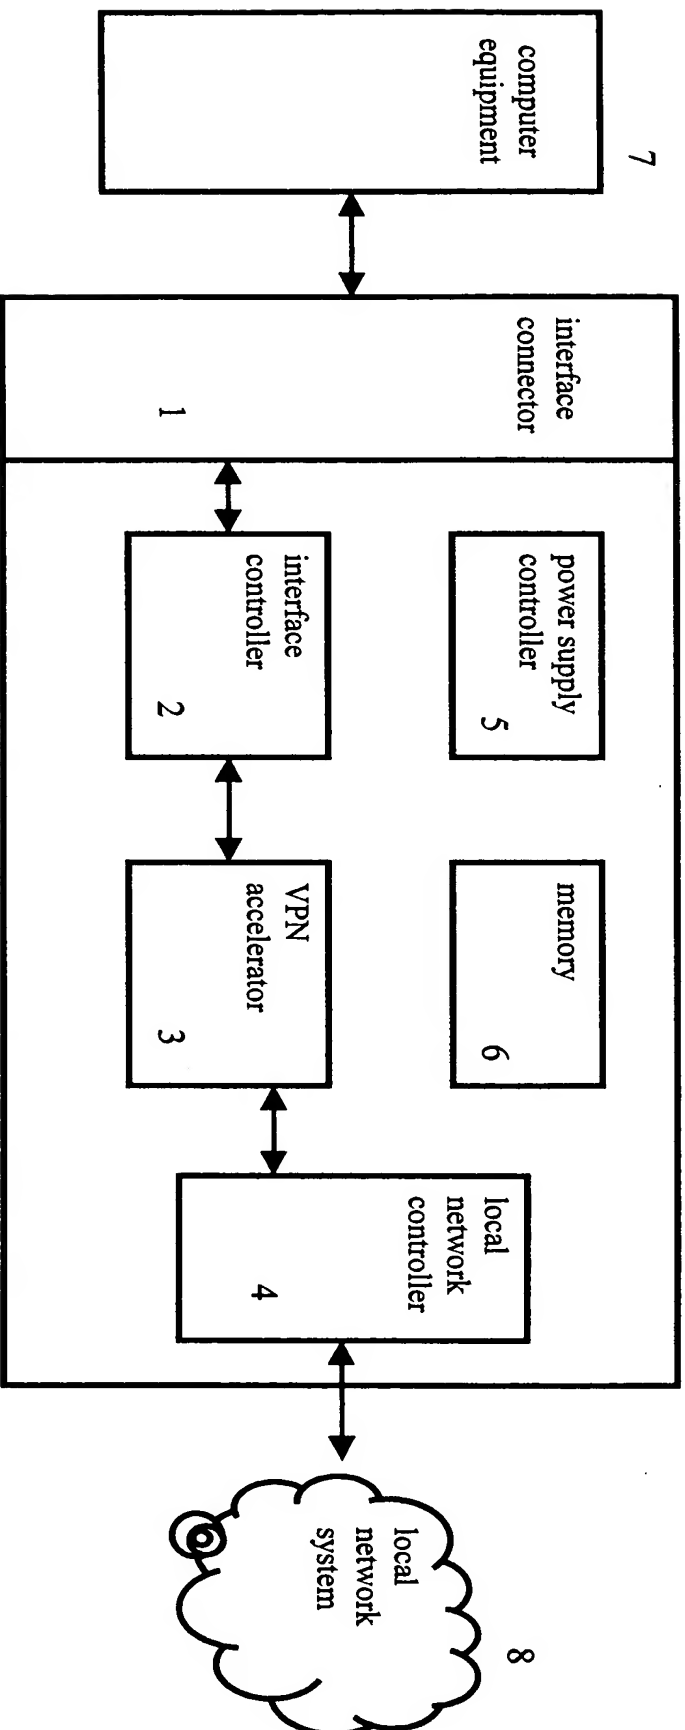 7
computer
equipment
interface
connector
1
power supply
controller
5
interface
controller
2
memory
6
VPN
accelerator
3
local
network
controller
4
local
network
system
8